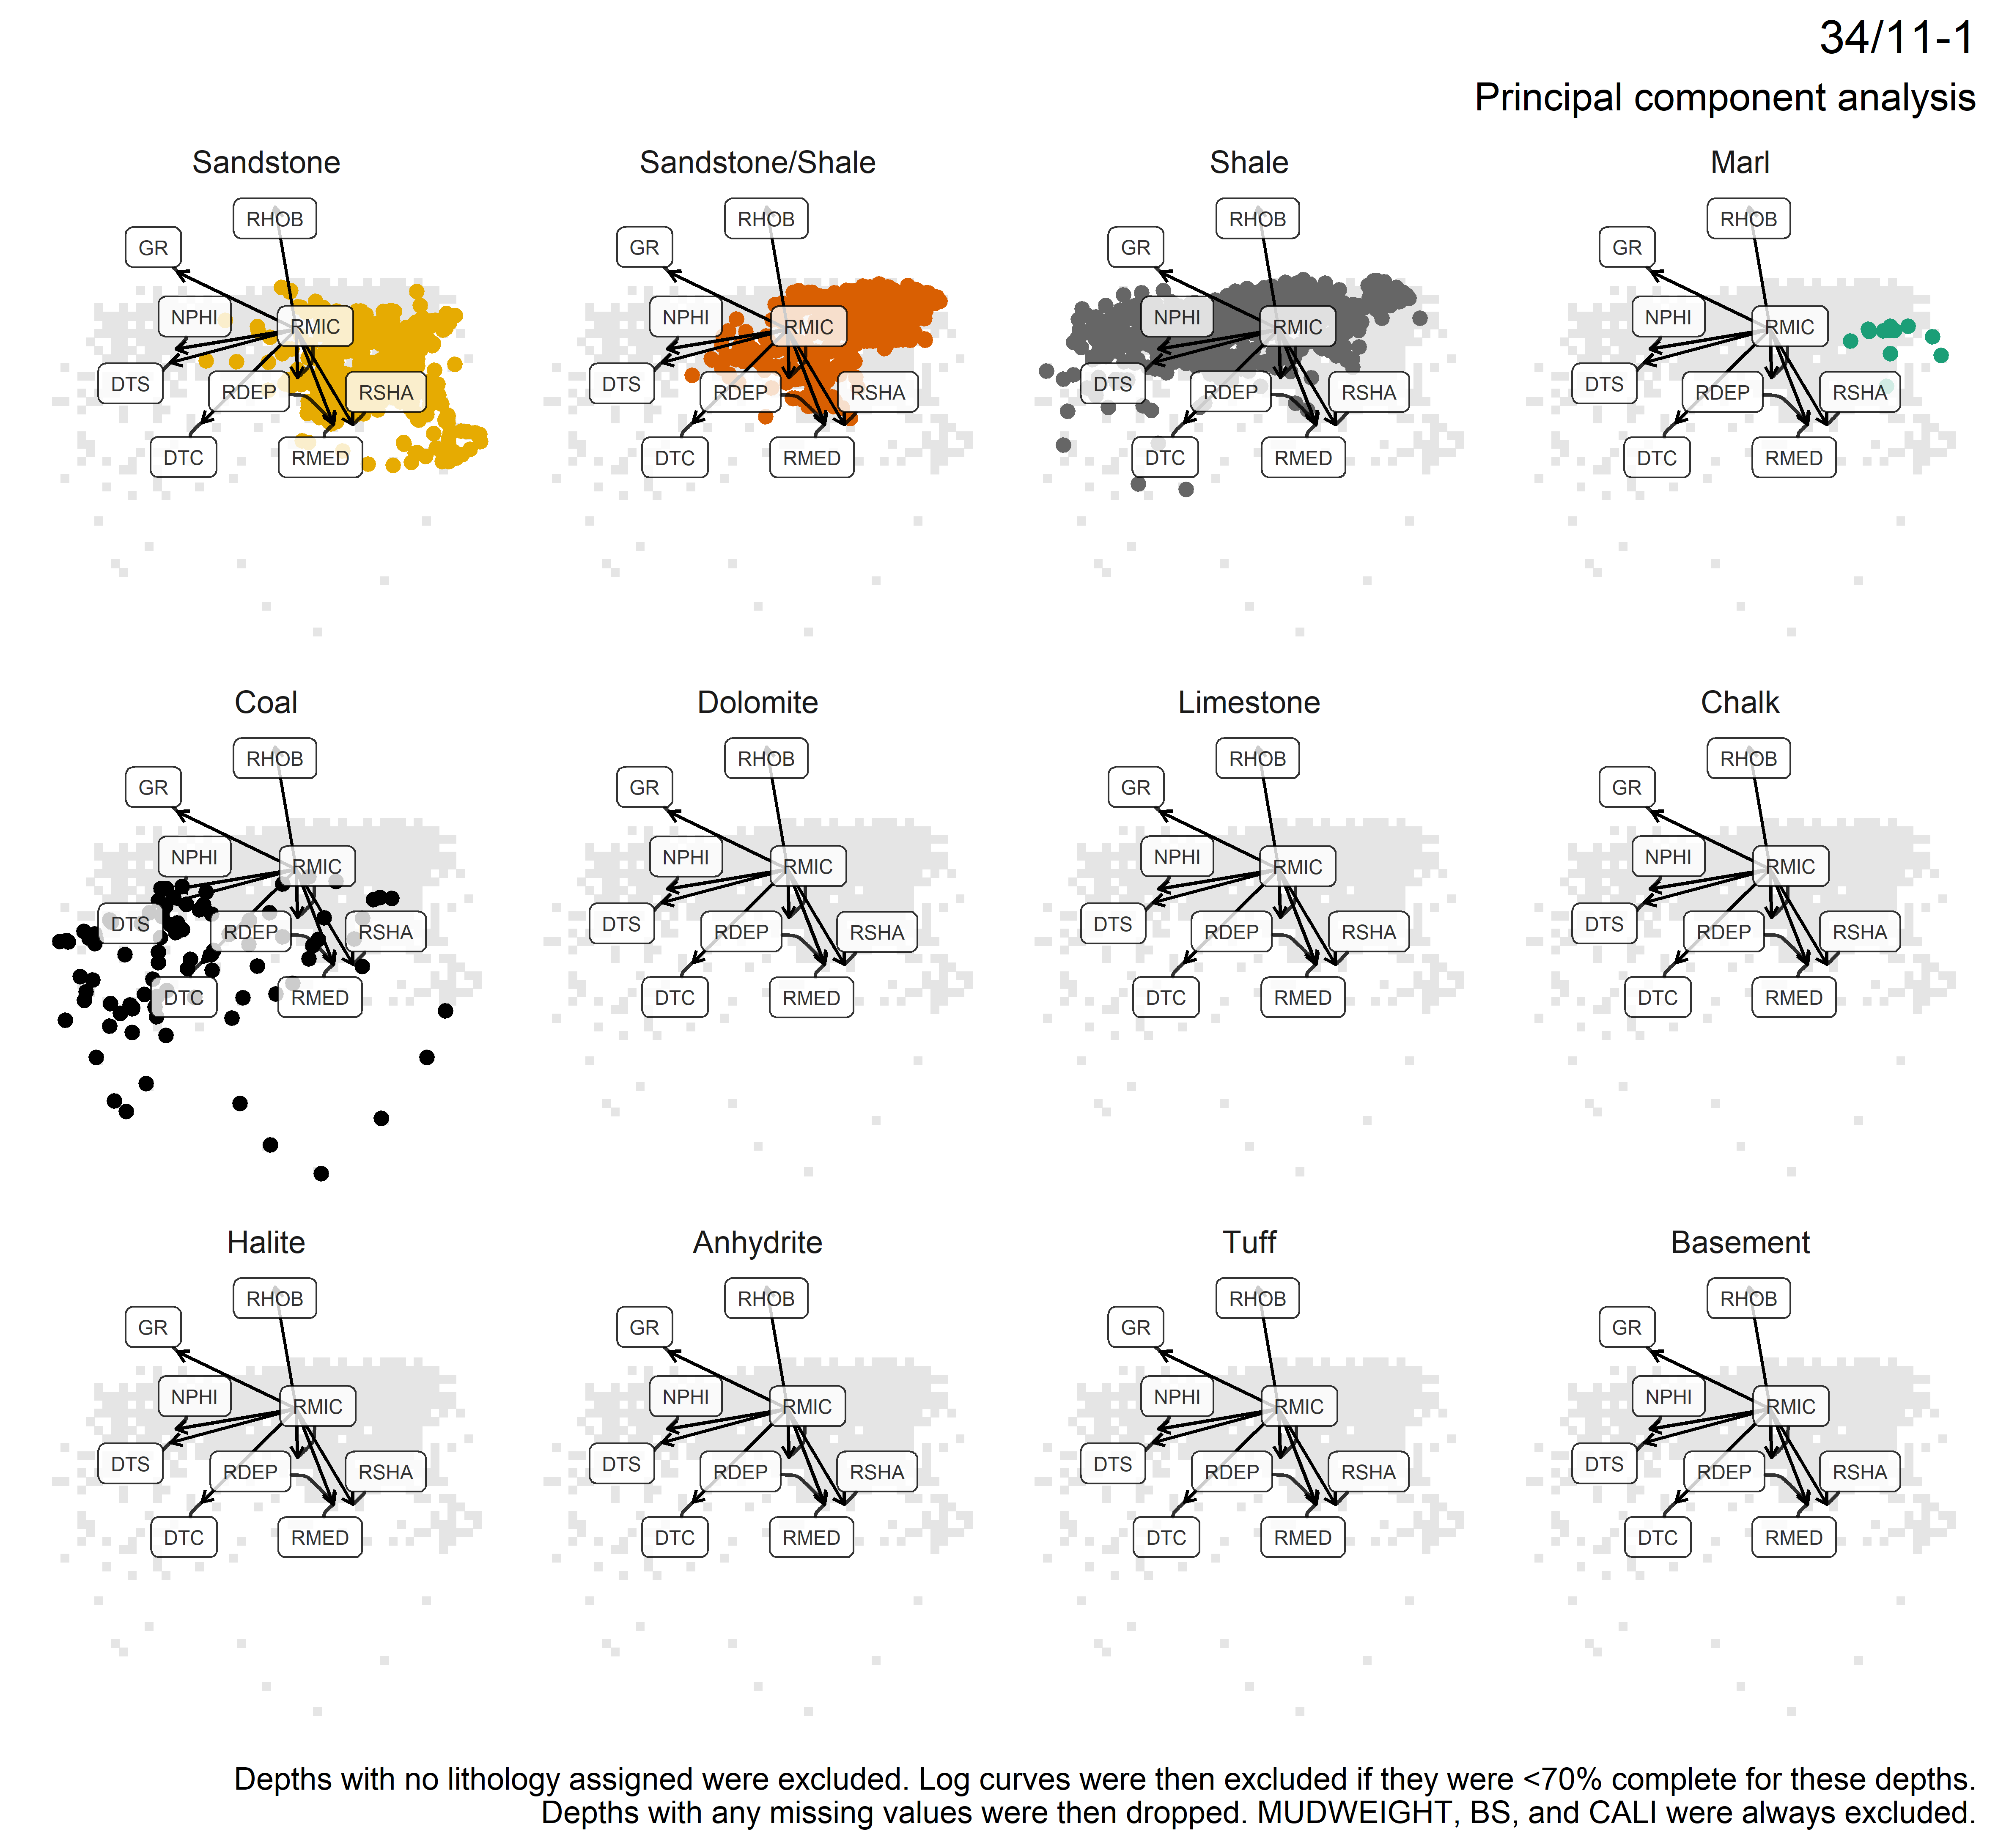 34/11-1
Principal component analysis
Sandstone
Sandstone/Shale
Shale
Marl
RHOB
GR
NPHI
RMIC
DTS
RDEP
RSHA
DTC
RMED
RHOB
GR
NPHI
RMIC
DTS
RDEP
RSHA
DTC
RMED
RHOB
GR
NPHI
RMIC
DTS
RDEP
RSHA
DTC
RMED
RHOB
GR
NPHI
RMIC
DTS
RDEP
RSHA
DTC
RMED
Coal
Dolomite
Limestone
Chalk
RHOB
GR
NPHI
RMIC
DTS
RDEP
RSHA
DTC
RMED
RHOB
GR
NPHI
RMIC
DTS
RDEP
RSHA
DTC
RMED
RHOB
GR
NPHI
RMIC
DTS
RDEP
RSHA
DTC
RMED
RHOB
GR
NPHI
RMIC
DTS
RDEP
RSHA
DTC
RMED
Halite
Anhydrite
Tuff
Basement
RHOB
GR
NPHI
RMIC
DTS
RDEP
RSHA
DTC
RMED
RHOB
GR
NPHI
RMIC
DTS
RDEP
RSHA
DTC
RMED
RHOB
GR
NPHI
RMIC
DTS
RDEP
RSHA
DTC
RMED
RHOB
GR
NPHI
RMIC
DTS
RDEP
RSHA
DTC
RMED
Depths with no lithology assigned were excluded. Log curves were then excluded if they were <70% complete for these depths.
Depths with any missing values were then dropped. MUDWEIGHT, BS, and CALI were always excluded.